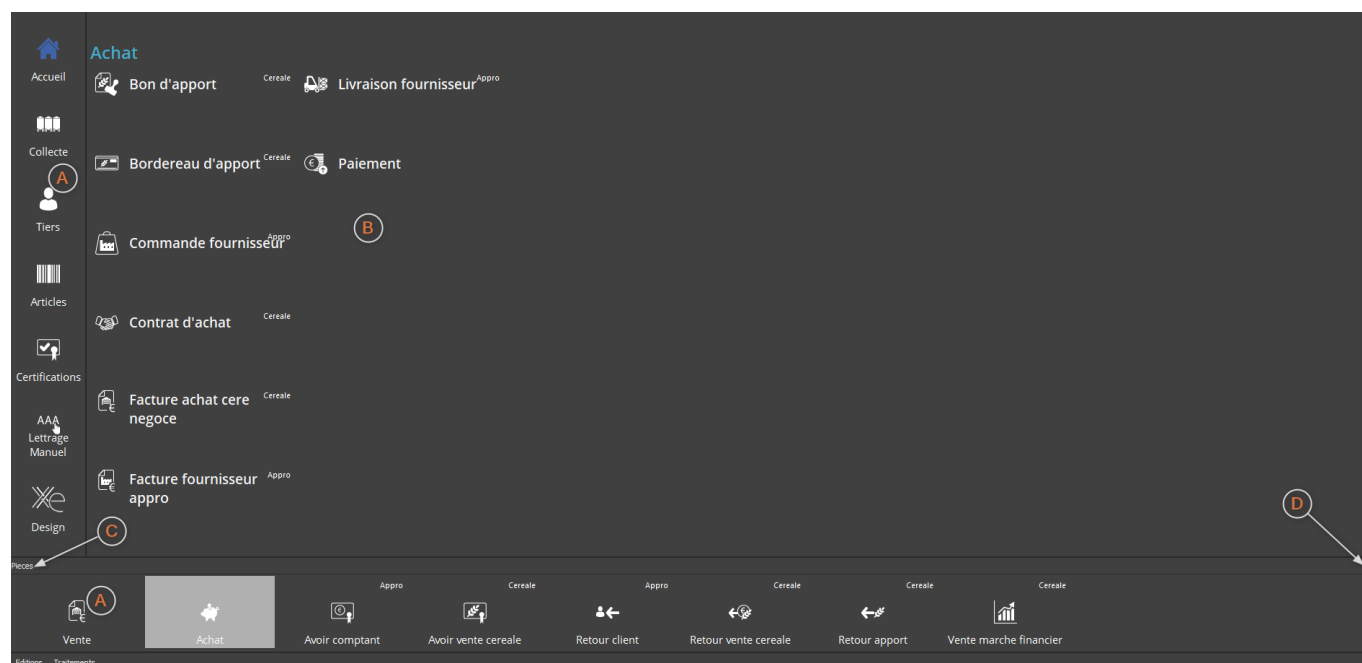 Accueil
Collecte
A
Tiers
Articles
Certifications
AAA
Lettrage
Manuel
Xe
Design
Achat
Bon d'apport Cereale
Livraison fournisseur Appro
Bordereau d'apport Cereale
Paiement
Commande fournisseur Appro
B
Contrat d'achat Cereale
Facture achat cere Cereale
negoce
Facture fournisseur Appro
appro
C
D
Pieces
A
Vente
Achat
Appro
Avoir comptant
Cereale
Avoir vente cereale
Appro
Retour client
Cereale
Retour vente cereale
Cereale
Retour apport
Cereale
Vente marche financier
Editions Traitements